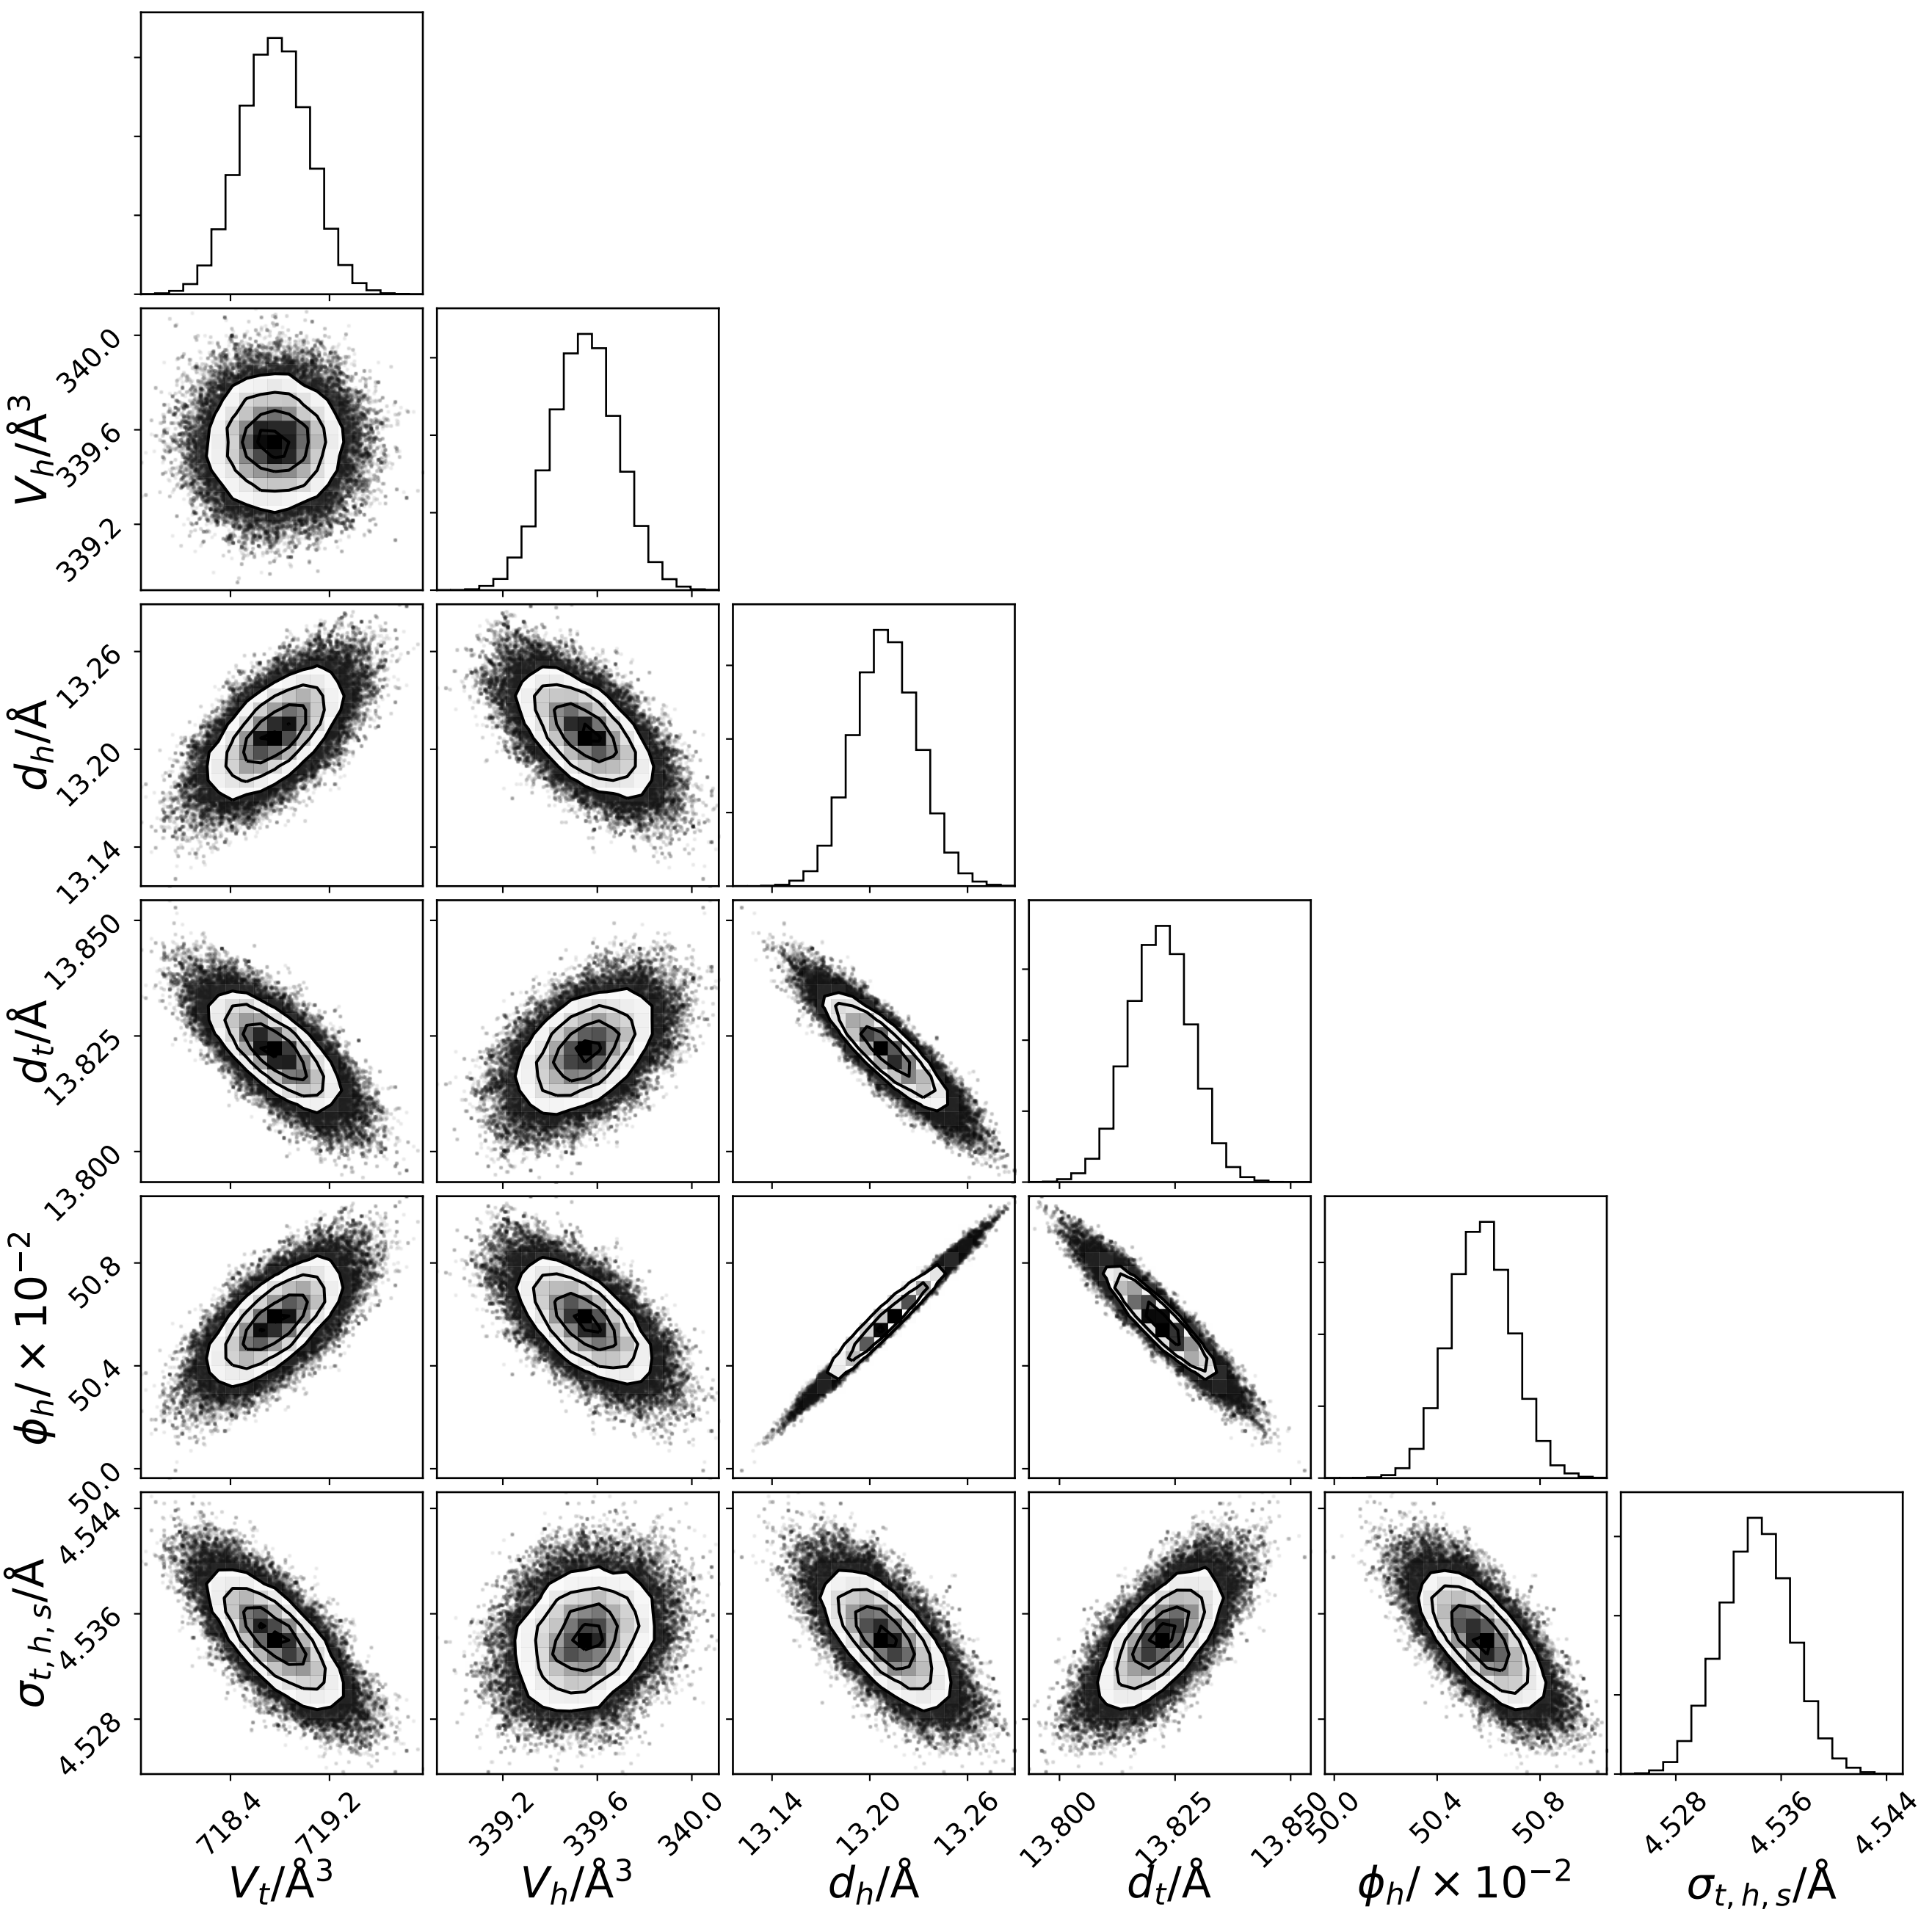 340.0
339.6
339.2
V_h/Å³
13.26
13.20
13.14
d_h/Å
13.850
13.825
13.800
d_t/Å
50.8
50.4
50.0
ϕ_h/ × 10⁻²
4.544
4.536
4.528
σ_{t, h, s}/Å
718.4 719.2 339.2 339.6 340.0 13.14 13.20 13.26 13.800 13.825 13.850 50.0 50.4 50.8 4.528 4.536 4.544
V_t/Å³ V_h/Å³ d_h/Å d_t/Å ϕ_h/ × 10⁻² σ_{t, h, s}/Å